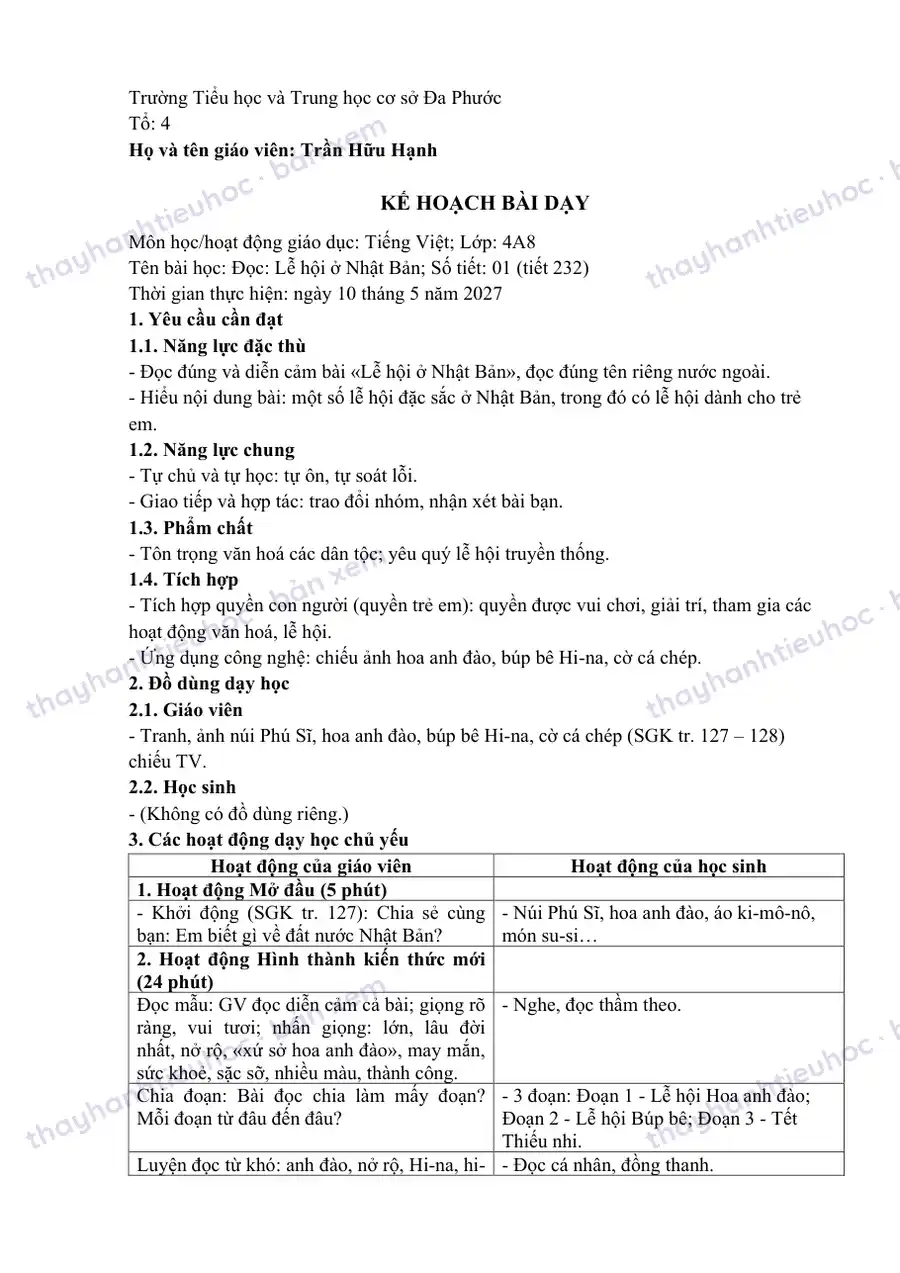 Trường Tiểu học và Trung học cơ sở Đa Phước
Tổ: 4
Họ và tên giáo viên: Trần Hữu Hạnh
KẾ HOẠCH BÀI DẠY
Môn học/hoạt động giáo dục: Tiếng Việt; Lớp: 4A8
Tên bài học: Đọc: Lễ hội ở Nhật Bản; Số tiết: 01 (tiết 232)
Thời gian thực hiện: ngày 10 tháng 5 năm 2027
1. Yêu cầu cần đạt
1.1. Năng lực đặc thù
- Đọc đúng và diễn cảm bài «Lễ hội ở Nhật Bản», đọc đúng tên riêng nước ngoài.
- Hiểu nội dung bài: một số lễ hội đặc sắc ở Nhật Bản, trong đó có lễ hội dành cho trẻ
em.
1.2. Năng lực chung
- Tự chủ và tự học: tự ôn, tự soát lỗi.
- Giao tiếp và hợp tác: trao đổi nhóm, nhận xét bài bạn.
1.3. Phẩm chất
- Tôn trọng văn hoá các dân tộc; yêu quý lễ hội truyền thống.
1.4. Tích hợp
- Tích hợp quyền con người (quyền trẻ em): quyền được vui chơi, giải trí, tham gia các
hoạt động văn hoá, lễ hội.
- Ứng dụng công nghệ: chiếu ảnh hoa anh đào, búp bê Hi-na, cờ cá chép.
2. Đồ dùng dạy học
2.1. Giáo viên
- Tranh, ảnh núi Phú Sĩ, hoa anh đào, búp bê Hi-na, cờ cá chép (SGK tr. 127 – 128)
chiếu TV.
2.2. Học sinh
- (Không có đồ dùng riêng.)
3. Các hoạt động dạy học chủ yếu
Hoạt động của giáo viên
Hoạt động của học sinh
1. Hoạt động Mở đầu (5 phút)
- Khởi động (SGK tr. 127): Chia sẻ cùng
bạn: Em biết gì về đất nước Nhật Bản?
- Núi Phú Sĩ, hoa anh đào, áo ki-mô-nô,
món su-si…
2. Hoạt động Hình thành kiến thức mới
(24 phút)
Đọc mẫu: GV đọc diễn cảm cả bài; giọng rõ
ràng, vui tươi; nhấn giọng: lớn, lâu đời
nhất, nở rộ, «xứ sở hoa anh đào», may mắn,
sức khoẻ, sặc sỡ, nhiều màu, thành công.
- Nghe, đọc thầm theo.
Chia đoạn: Bài đọc chia làm mấy đoạn?
Mỗi đoạn từ đâu đến đâu?
- 3 đoạn: Đoạn 1 - Lễ hội Hoa anh đào;
Đoạn 2 - Lễ hội Búp bê; Đoạn 3 - Tết
Thiếu nhi.
Luyện đọc từ khó: anh đào, nở rộ, Hi-na, hi-
- Đọc cá nhân, đồng thanh.
thayhanhtieuhoc · bản xem
thayhanhtieuhoc · b
thayhanhtieuhoc · bản xem
thayhanhtieuhoc · b
thayhanhtieuhoc · bản xem
thayhanhtieuhoc · b